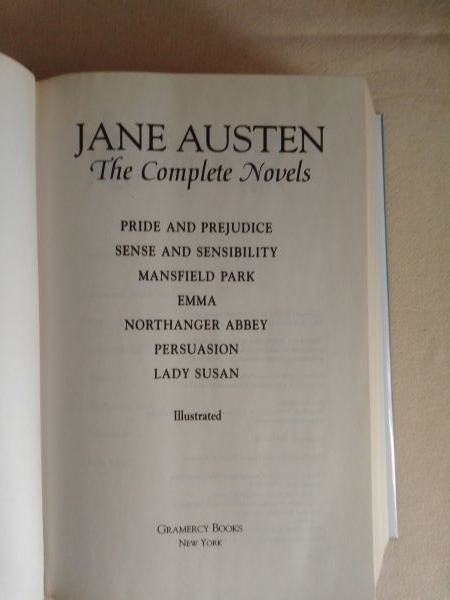 JANE AUSTEN
The Complete Novels
PRIDE AND PREJUDICE
SENSE AND SENSIBILITY
MANSFIELD PARK
EMMA
NORTHANGER ABBEY
PERSUASION
LADY SUSAN
Illustrated
GRAMERCY BOOKS
NEW YORK